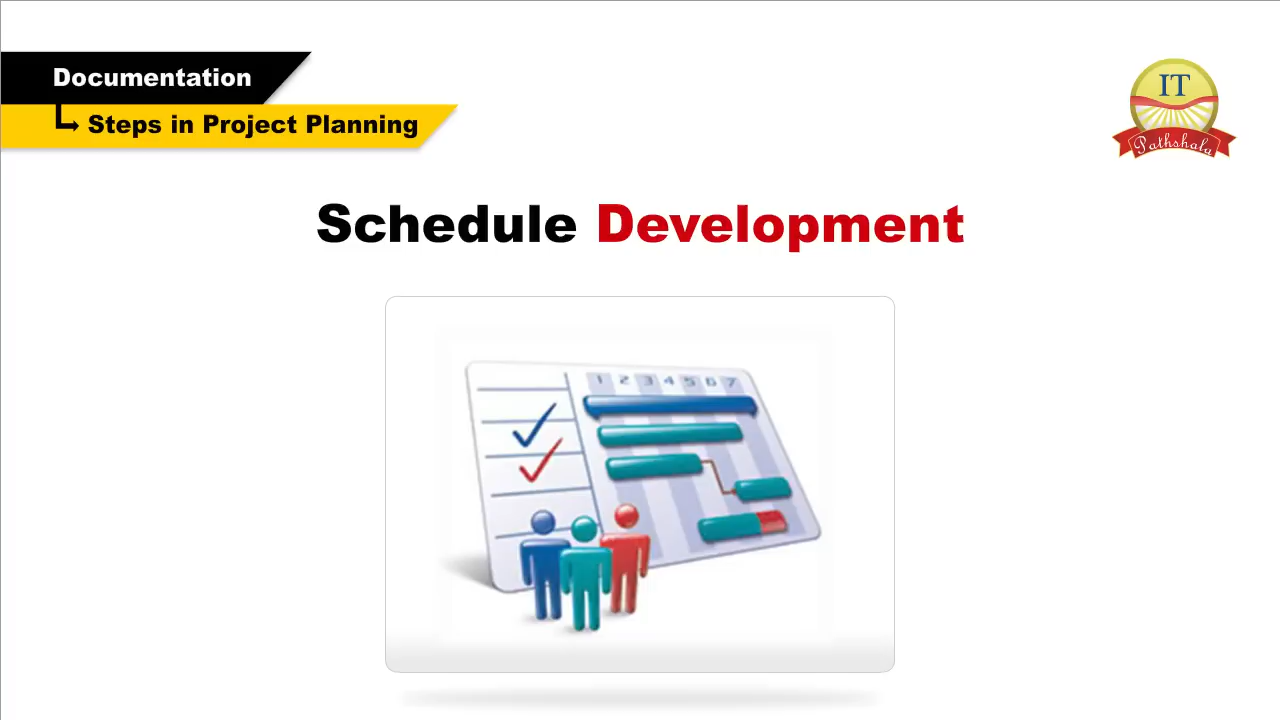 Documentation
Steps in Project Planning
IT
Pathshala
Schedule Development
1 2 3 4 5 6 7